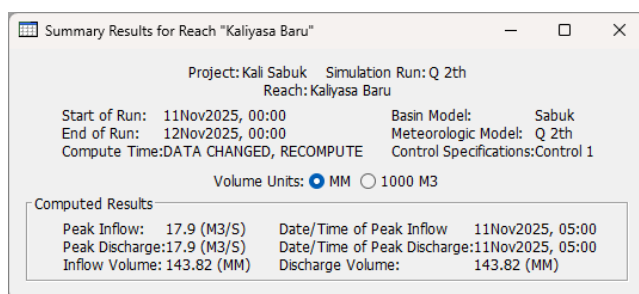 Summary Results for Reach "Kaliyasa Baru"
Project: Kali Sabuk Simulation Run: Q 2th
Reach: Kaliyasa Baru
Start of Run: 11Nov2025, 00:00 Basin Model: Sabuk
End of Run: 12Nov2025, 00:00 Meteorologic Model: Q 2th
Compute Time:DATA CHANGED, RECOMPUTE Control Specifications:Control 1
Volume Units: MM 1000 M3
Computed Results
Peak Inflow: 17.9 (M3/S) Date/Time of Peak Inflow 11Nov2025, 05:00
Peak Discharge:17.9 (M3/S) Date/Time of Peak Discharge:11Nov2025, 05:00
Inflow Volume: 143.82 (MM) Discharge Volume: 143.82 (MM)